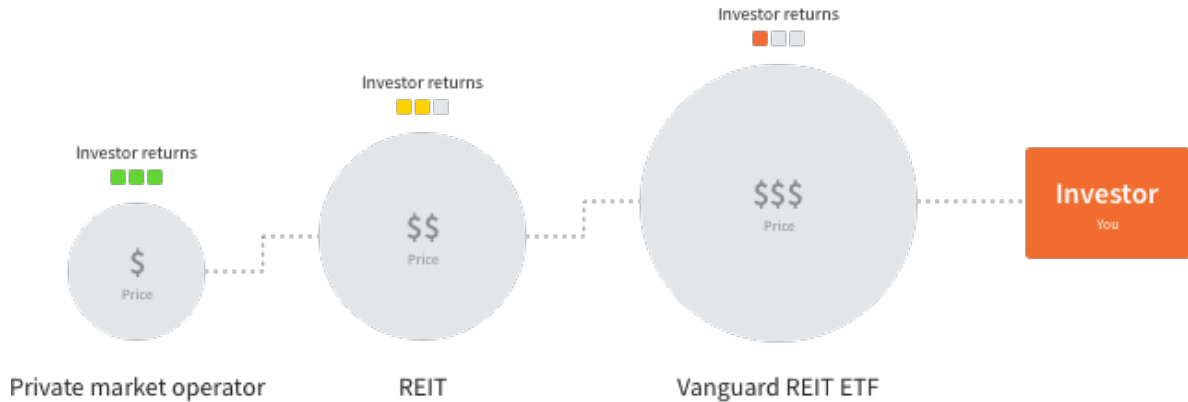 Investor returns
Investor returns
Investor returns
$$$
Price
Investor
You
$$
Price
$
Price
Private market operator
REIT
Vanguard REIT ETF